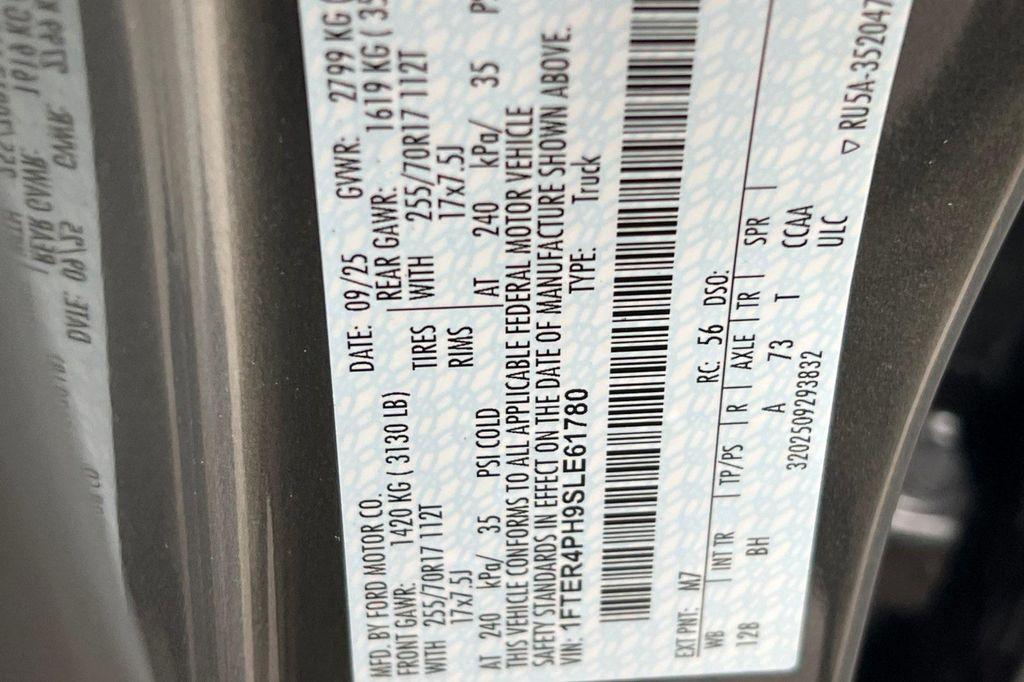 MFD. BY FORD MOTOR CO.
DATE: 09/25 GVWR: 2799 KG (
FRONT GAWR: 1420 KG ( 3130 LB) REAR GAWR: 1619 KG (
WITH 255/70R17 112T TIRES WITH 255/70R17 112T
17x7.5J RIMS 17x7.5J
AT 240 kPa/ 35 PSI COLD AT 240 kPa/ 35
THIS VEHICLE CONFORMS TO ALL APPLICABLE FEDERAL MOTOR VEHICLE
SAFETY STANDARDS IN EFFECT ON THE DATE OF MANUFACTURE SHOWN ABOVE.
VIN: 1FTER4PH9SLE61780 TYPE: Truck
EXT PNT: M7 RC: 56 DSO:
WB INT TR TP/PS R AXLE TR SPR
128 BH A 73 T CCAA
3202509293832 ULC
▽ RU5A-352047